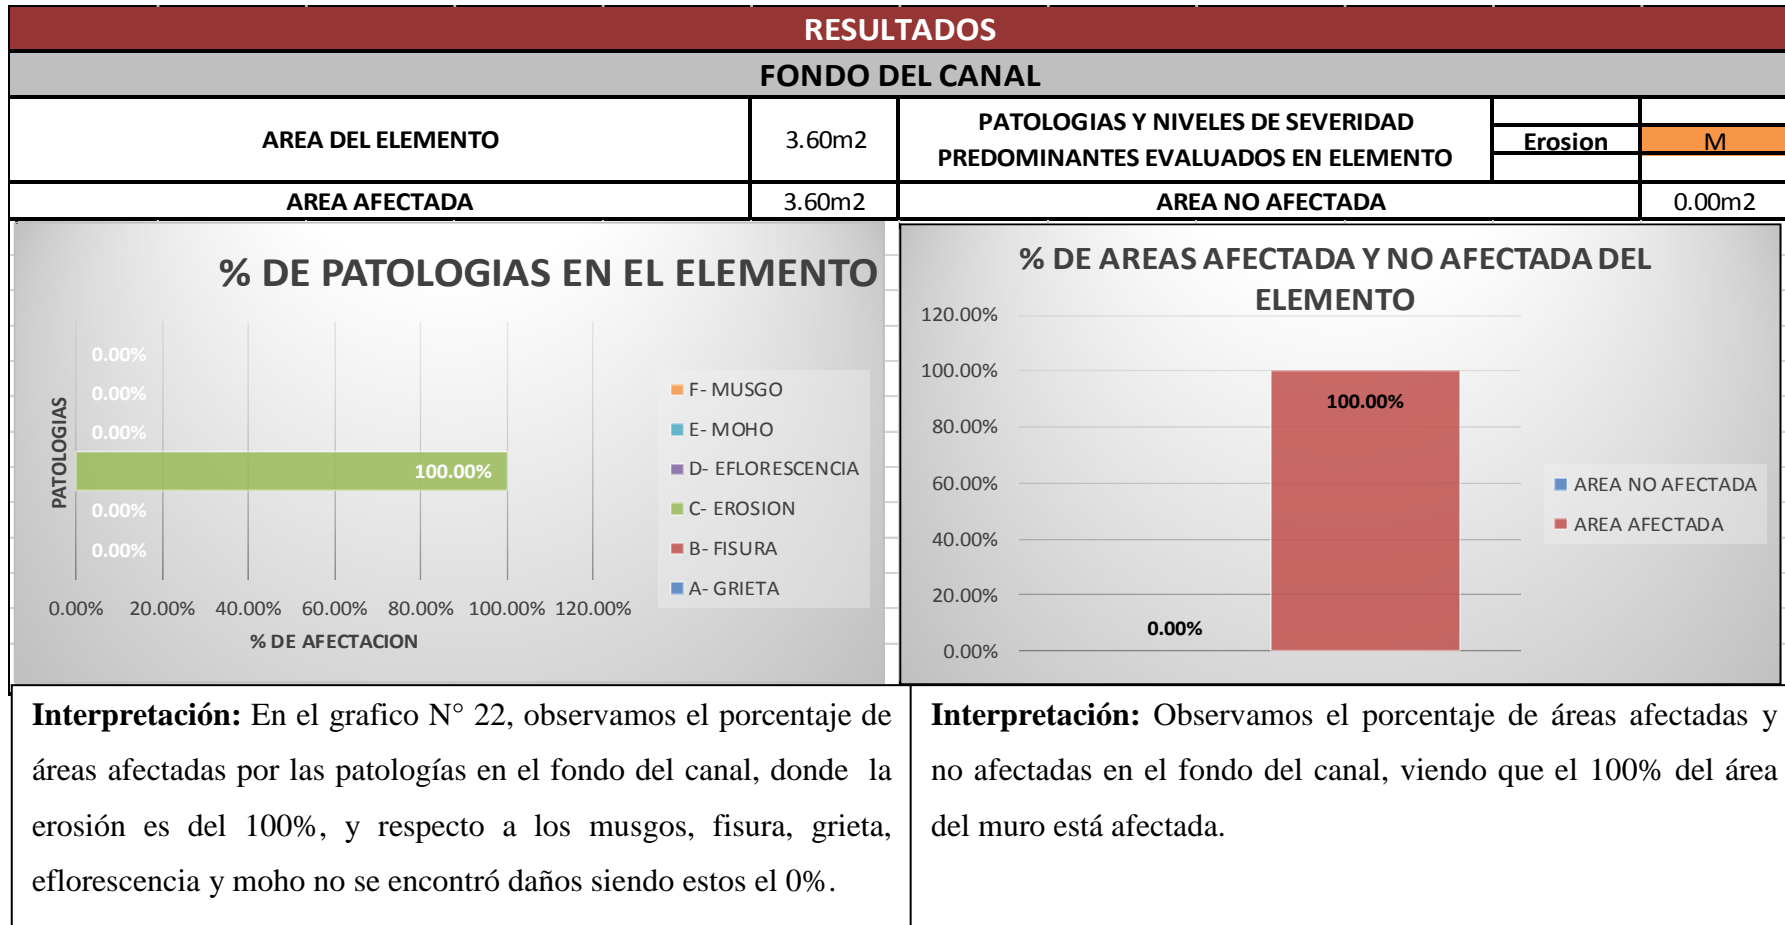 RESULTADOS
FONDO DEL CANAL
AREA DEL ELEMENTO
3.60m2
PATOLOGIAS Y NIVELES DE SEVERIDAD
PREDOMINANTES EVALUADOS EN ELEMENTO
Erosion
M
AREA AFECTADA
3.60m2
AREA NO AFECTADA
0.00m2
% DE PATOLOGIAS EN EL ELEMENTO
PATOLOGIAS
0.00%
0.00%
0.00%
100.00%
0.00%
0.00%
0.00% 20.00% 40.00% 60.00% 80.00% 100.00% 120.00%
% DE AFECTACION
F- MUSGO
E- MOHO
D- EFLORESCENCIA
C- EROSION
B- FISURA
A- GRIETA
% DE AREAS AFECTADA Y NO AFECTADA DEL
ELEMENTO
120.00%
100.00%
80.00%
60.00%
40.00%
20.00%
0.00%
100.00%
0.00%
AREA NO AFECTADA
AREA AFECTADA
Interpretación: En el grafico N° 22, observamos el porcentaje de
áreas afectadas por las patologías en el fondo del canal, donde la
erosión es del 100%, y respecto a los musgos, fisura, grieta,
eflorescencia y moho no se encontró daños siendo estos el 0%.
Interpretación: Observamos el porcentaje de áreas afectadas y
no afectadas en el fondo del canal, viendo que el 100% del área
del muro está afectada.